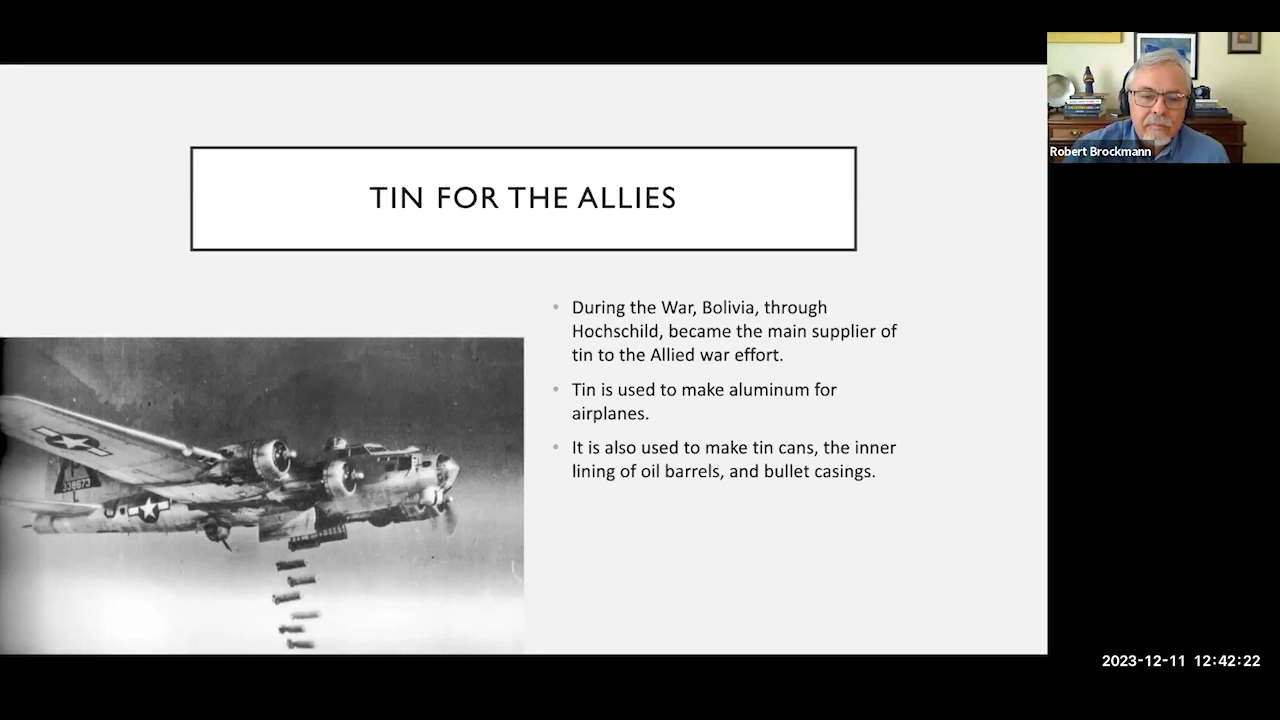 TIN FOR THE ALLIES
During the War, Bolivia, through
Hochschild, became the main supplier of
tin to the Allied war effort.
Tin is used to make aluminum for
airplanes.
It is also used to make tin cans, the inner
lining of oil barrels, and bullet casings.
338673
Robert Brockmann
2023-12-11 12:42:22